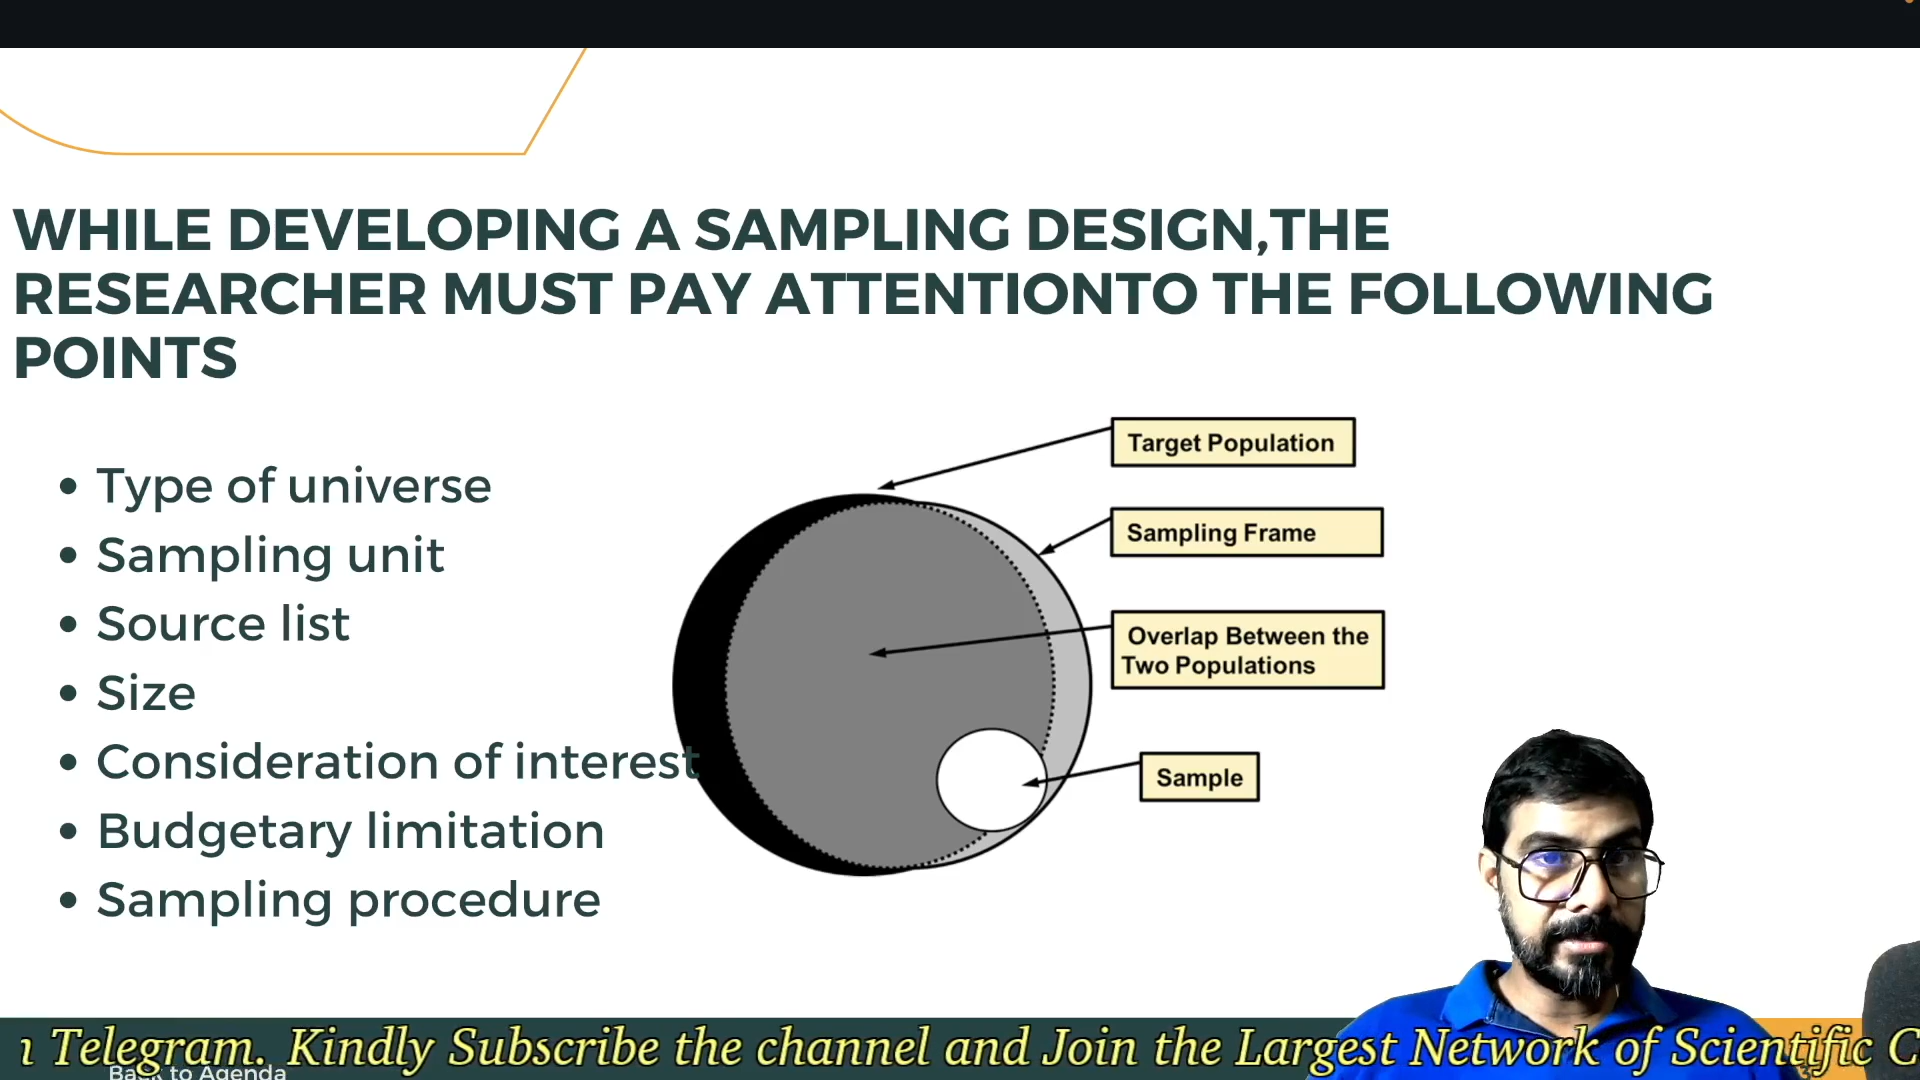 WHILE DEVELOPING A SAMPLING DESIGN,THE
RESEARCHER MUST PAY ATTENTIONTO THE FOLLOWING
POINTS
• Type of universe
• Sampling unit
• Source list
• Size
• Consideration of interest
• Budgetary limitation
• Sampling procedure
Target Population
Sampling Frame
Overlap Between the
Two Populations
Sample
Telegram. Kindly Subscribe the channel and Join the Largest Network of Scientific C
Back to Agenda